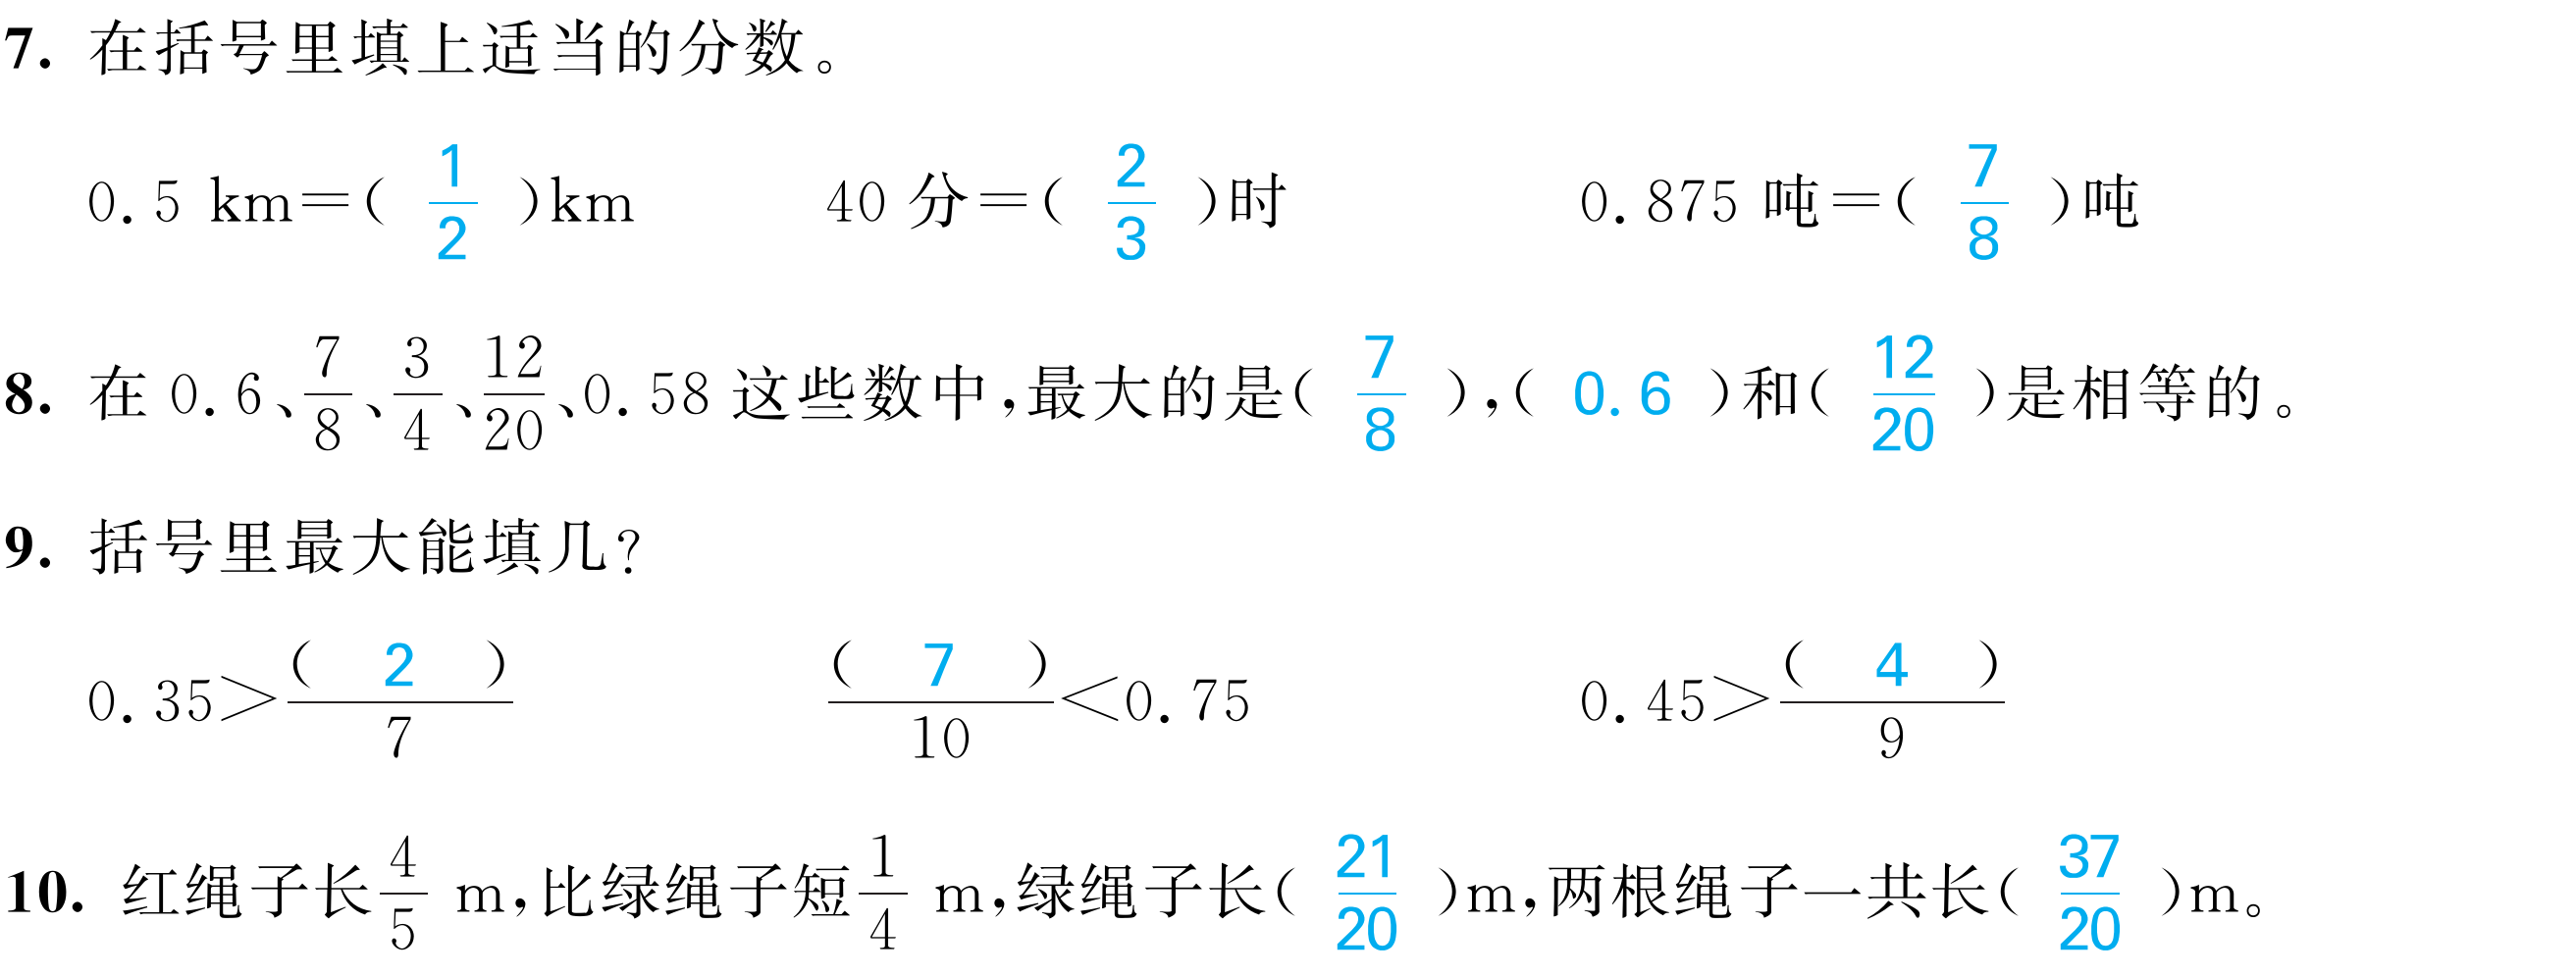 7. 在括号里填上适当的分数。
0.5 km=( 1/2 )km 40 分=( 2/3 )时 0.875 吨=( 7/8 )吨
8. 在 0.6、7/8、3/4、12/20、0.58 这些数中,最大的是( 7/8 ),( 0.6 )和( 12/20 )是相等的。
9. 括号里最大能填几?
0.35>( 2 )/7 ( 7 )/10<0.75 0.45>( 4 )/9
10. 红绳子长4/5 m,比绿绳子短1/4 m,绿绳子长( 21/20 )m,两根绳子一共长( 37/20 )m。